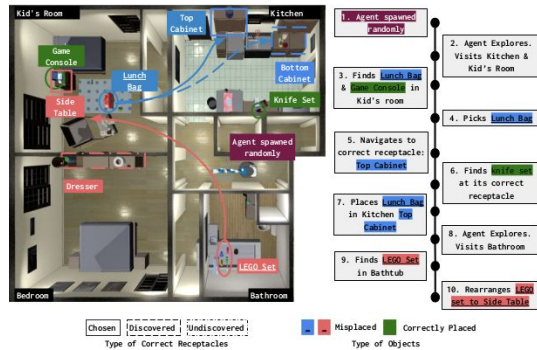 Kid's Room
Top
Cabinet
Kitchen
Game
Console
Lunch
Bag
Bottom
Cabinet
Side
Table
Knife Set
Agent spawned
randomly
Dresser
LEGO Set
Bedroom
Bathroom
Chosen
Discovered
Undiscovered
Type of Correct Receptacles
Misplaced
Correctly Placed
Type of Objects
1. Agent spawned
randomly
2. Agent Explores.
Visits Kitchen &
Kid's Room
3. Finds Lunch Bag
& Game Console in
Kid's room
4. Picks Lunch Bag
5. Navigates to
correct receptacle:
Top Cabinet
6. Finds knife set
at its correct
receptacle
7. Places Lunch Bag
in Kitchen Top
Cabinet
8. Agent Explores.
Visits Bathroom
9. Finds LEGO Set
in Bathtub
10. Rearranges LEGO
set to Side Table